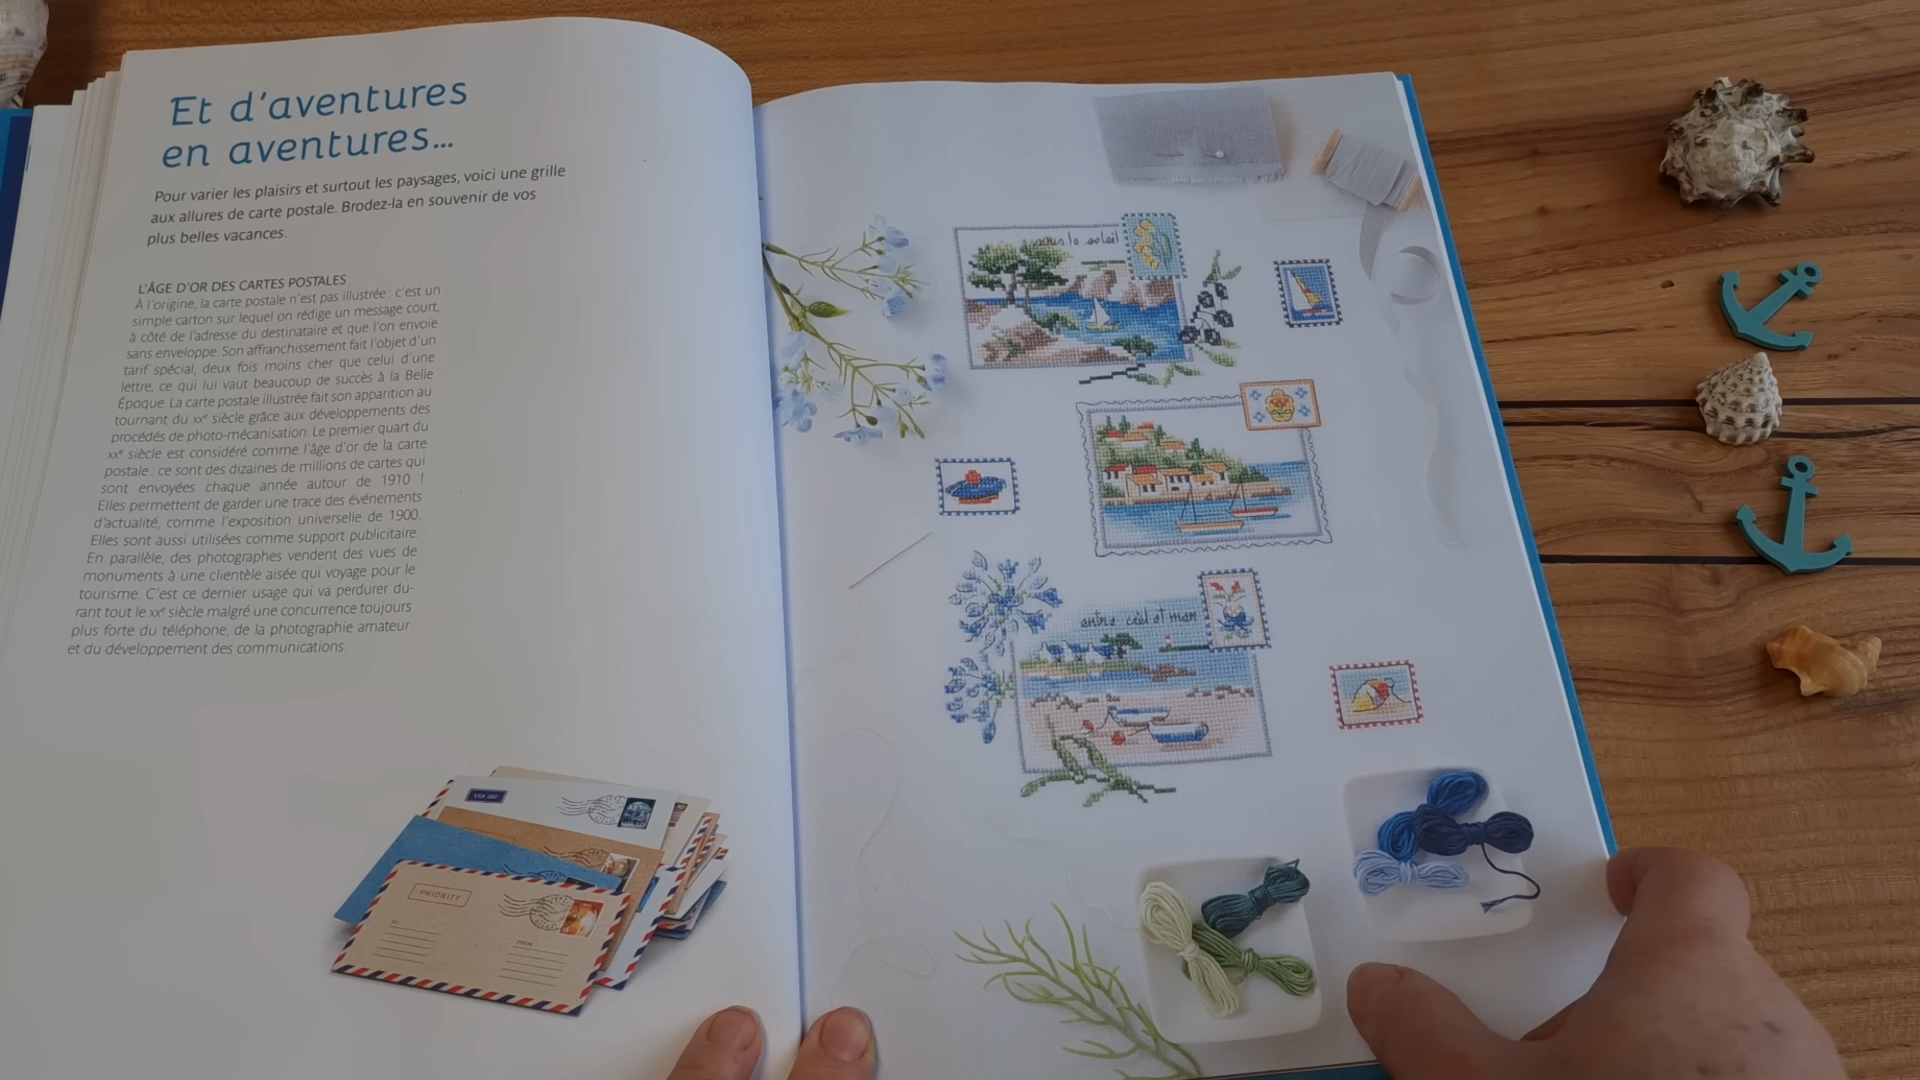 Et d'aventures
en aventures...
Pour varier les plaisirs et surtout les paysages, voici une grille
aux allures de carte postale. Brodez-la en souvenir de vos
plus belles vacances.
L'ÂGE D'OR DES CARTES POSTALES
À l'origine, la carte postale n'est pas illustrée : c'est un
simple carton sur lequel on rédige un message court,
à côté de l'adresse du destinataire et que l'on envoie
sans enveloppe. Son affranchissement fait l'objet d'un
tarif spécial, deux fois moins cher que celui d'une
lettre, ce qui lui vaut beaucoup de succès à la Belle
Époque. La carte postale illustrée fait son apparition au
tournant du XXe siècle grâce aux développements des
procédés de photo-mécanisation. Le premier quart du
XXe siècle est considéré comme l'âge d'or de la carte
postale : ce sont des dizaines de millions de cartes qui
sont envoyées chaque année autour de 1910 !
Elles permettent de garder une trace des événements
d'actualité, comme l'exposition universelle de 1900.
Elles sont aussi utilisées comme support publicitaire.
En parallèle, des photographes vendent des vues de
monuments à une clientèle aisée qui voyage pour le
tourisme. C'est ce dernier usage qui va perdurer du-
rant tout le XXe siècle malgré une concurrence toujours
plus forte du téléphone, de la photographie amateur
et du développement des communications.
VIA AIR
PRIORITY
TO
FROM
sous le soleil
entre ciel et mer